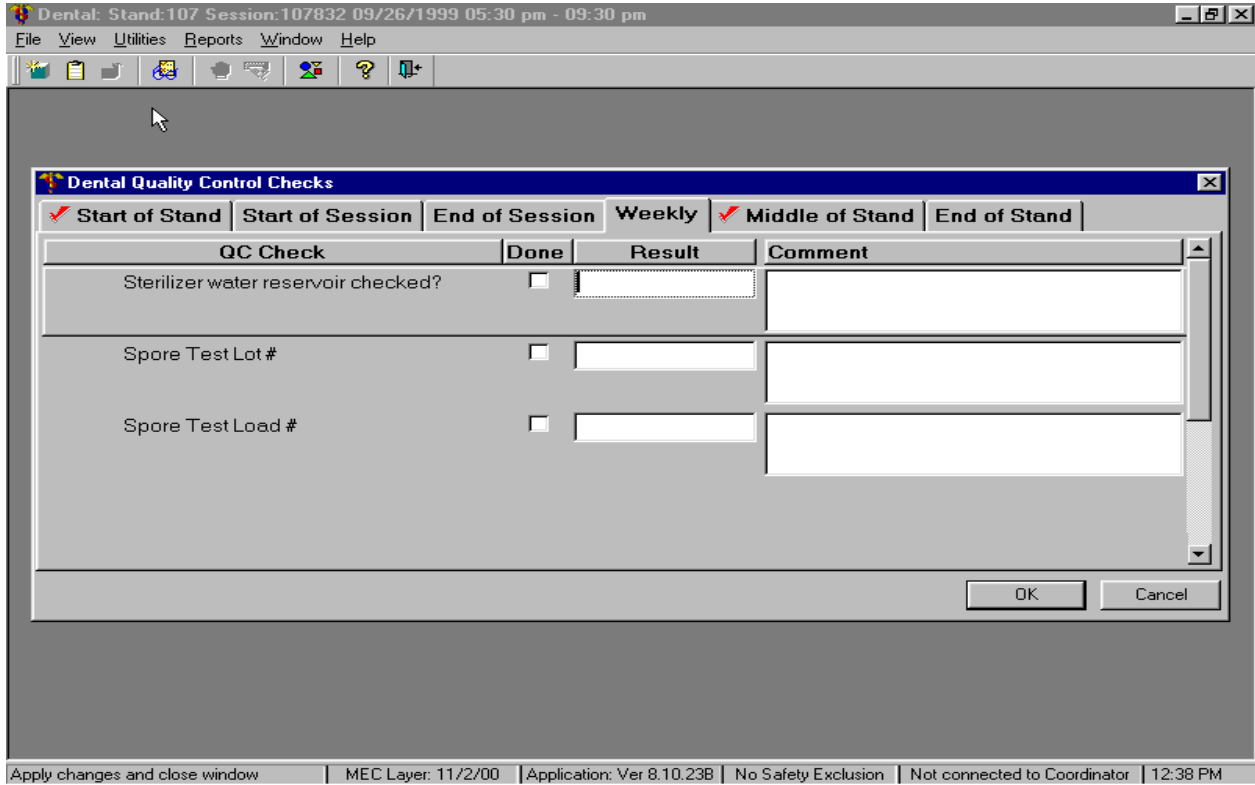 Dental: Stand:107 Session:107832 09/26/1999 05:30 pm - 09:30 pm
File View Utilities Reports Window Help
Dental Quality Control Checks
Start of Stand Start of Session End of Session Weekly Middle of Stand End of Stand
QC Check Done Result Comment
Sterilizer water reservoir checked?
Spore Test Lot #
Spore Test Load #
OK Cancel
Apply changes and close window MEC Layer: 11/2/00 Application: Ver 8.10.23B No Safety Exclusion Not connected to Coordinator 12:38 PM